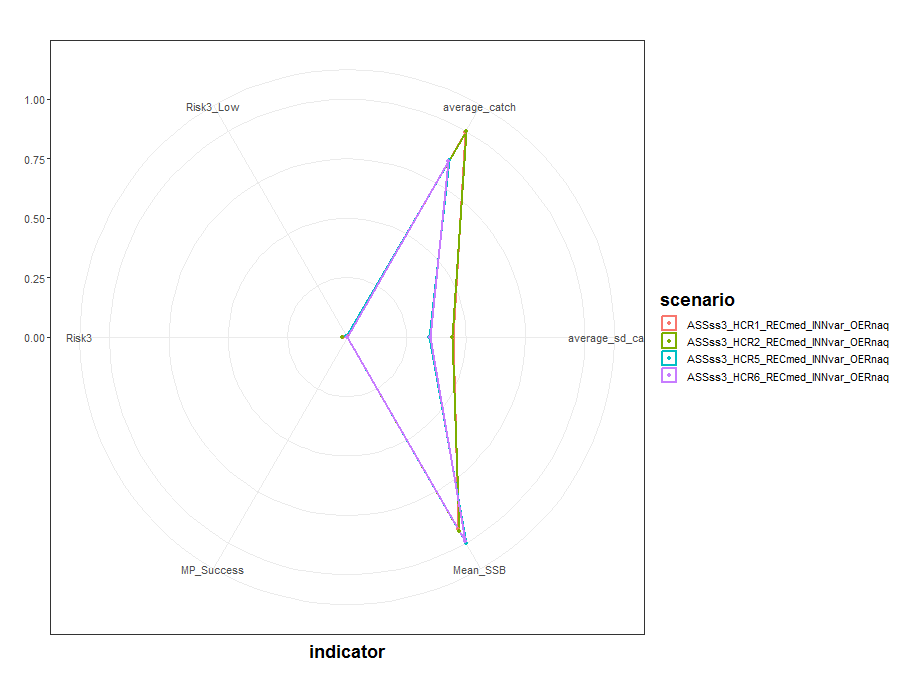 1.00
0.75
0.50
0.25
0.00
Risk3_Low
average_catch
Risk3
average_sd_ca
MP_Success
Mean_SSB
indicator
scenario
ASSss3_HCR1_RECmed_INNvar_OERnaq
ASSss3_HCR2_RECmed_INNvar_OERnaq
ASSss3_HCR5_RECmed_INNvar_OERnaq
ASSss3_HCR6_RECmed_INNvar_OERnaq